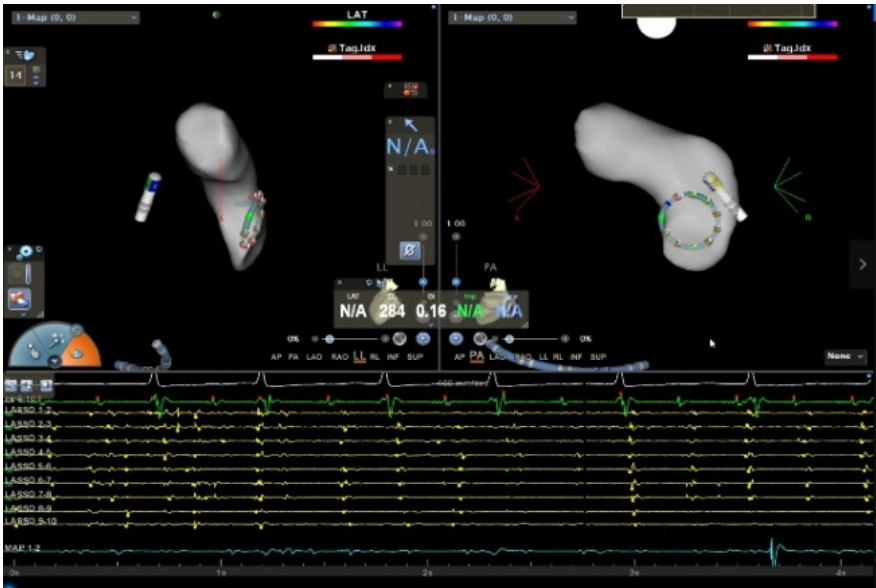 1-Map (0, 0)
LAT
Tag.Idx
14
N/A
1-Map (0, 0)
Tag.Idx
1 00
1 00
LL
PA
LAT
N/A 284 0.16 N/A N/A
0%
0%
AP PA LAO RAO LL RL INF SUP
AP PA LAO RAO LL RL INF SUP
L
R
None
LASSO 1-2
LASSO 2-3
LASSO 3-4
LASSO 4-5
LASSO 5-6
LASSO 6-7
LASSO 7-8
LASSO 8-9
LASSO 9-10
MAP 1-2
0s
1s
2s
3s
4s